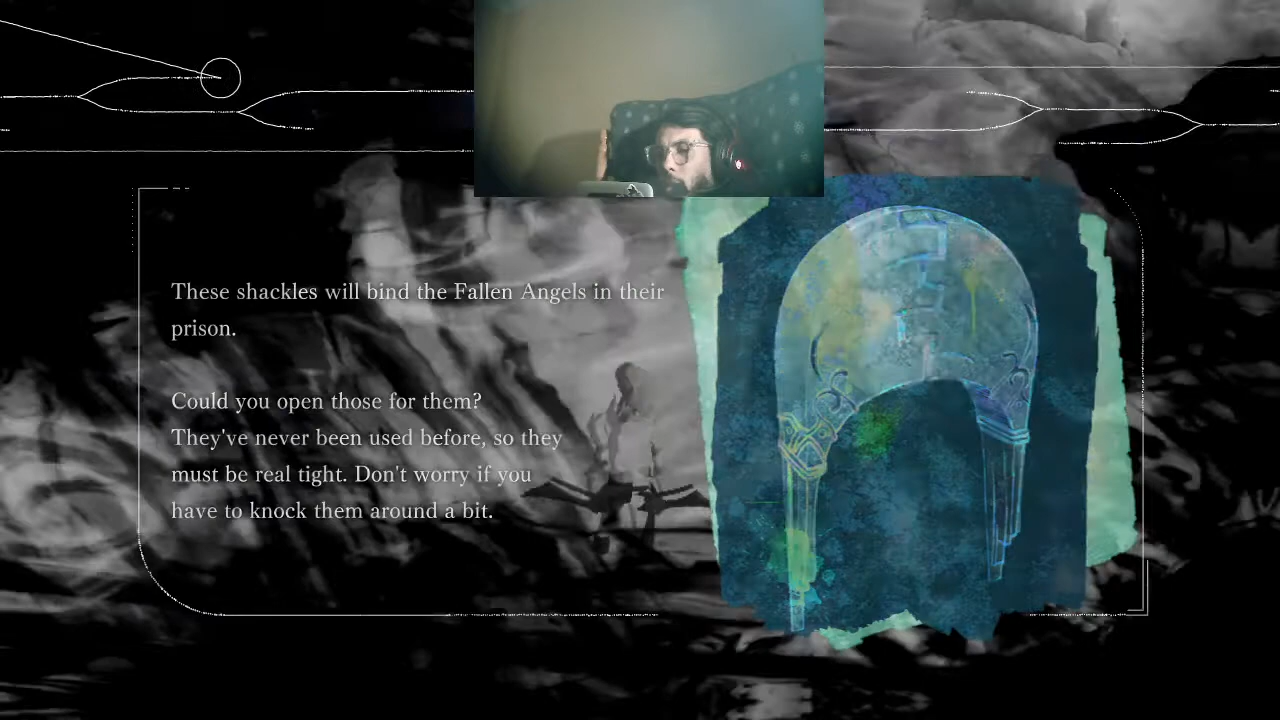 These shackles will bind the Fallen Angels in their
prison.
Could you open those for them?
They've never been used before, so they
must be real tight. Don't worry if you
have to knock them around a bit.